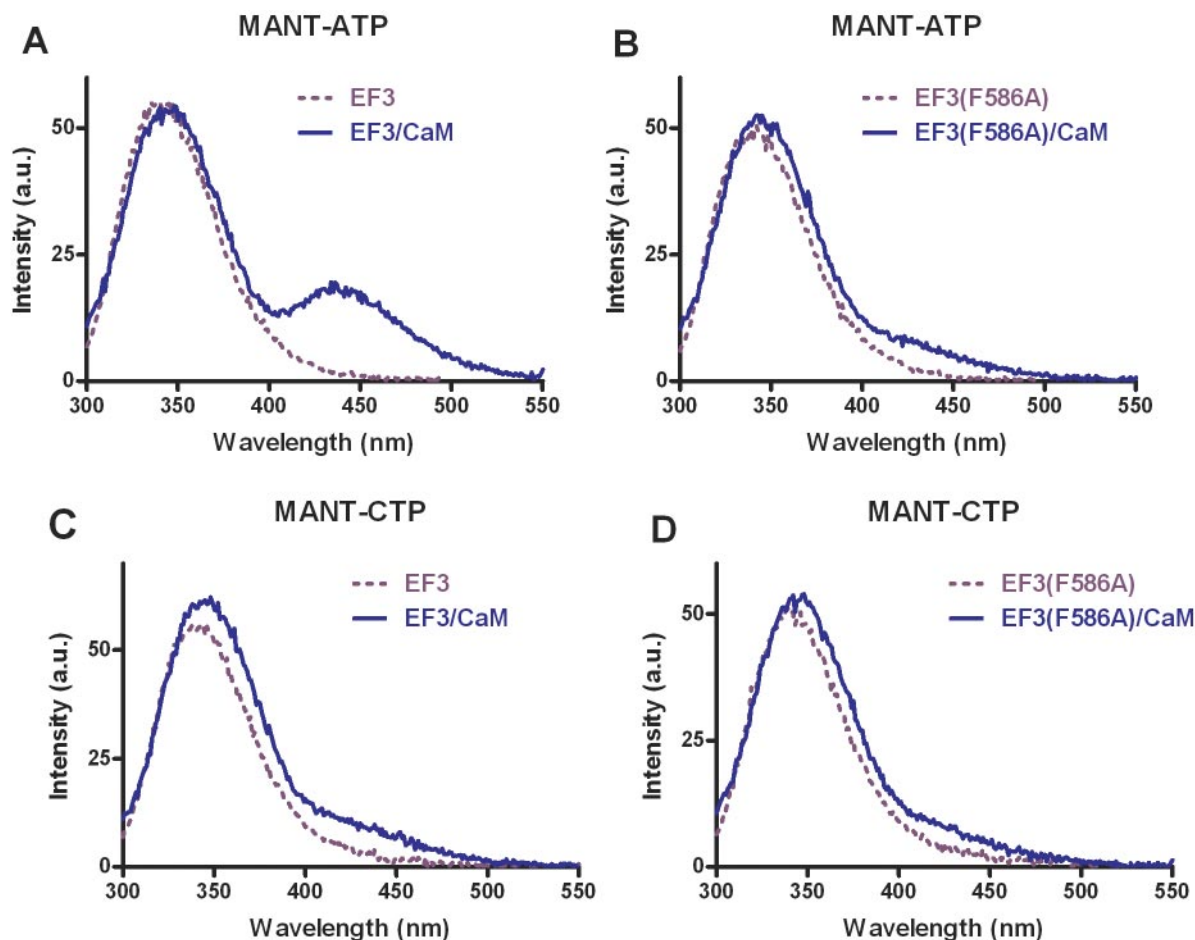 A
MANT-ATP
EF3
EF3/CaM
Intensity (a.u.)
50
25
0
300 350 400 450 500 550
Wavelength (nm)
B
MANT-ATP
EF3(F586A)
EF3(F586A)/CaM
Intensity (a.u.)
50
25
0
300 350 400 450 500 550
Wavelength (nm)
C
MANT-CTP
EF3
EF3/CaM
Intensity (a.u.)
50
25
0
300 350 400 450 500 550
Wavelength (nm)
D
MANT-CTP
EF3(F586A)
EF3(F586A)/CaM
Intensity (a.u.)
50
25
0
300 350 400 450 500 550
Wavelength (nm)